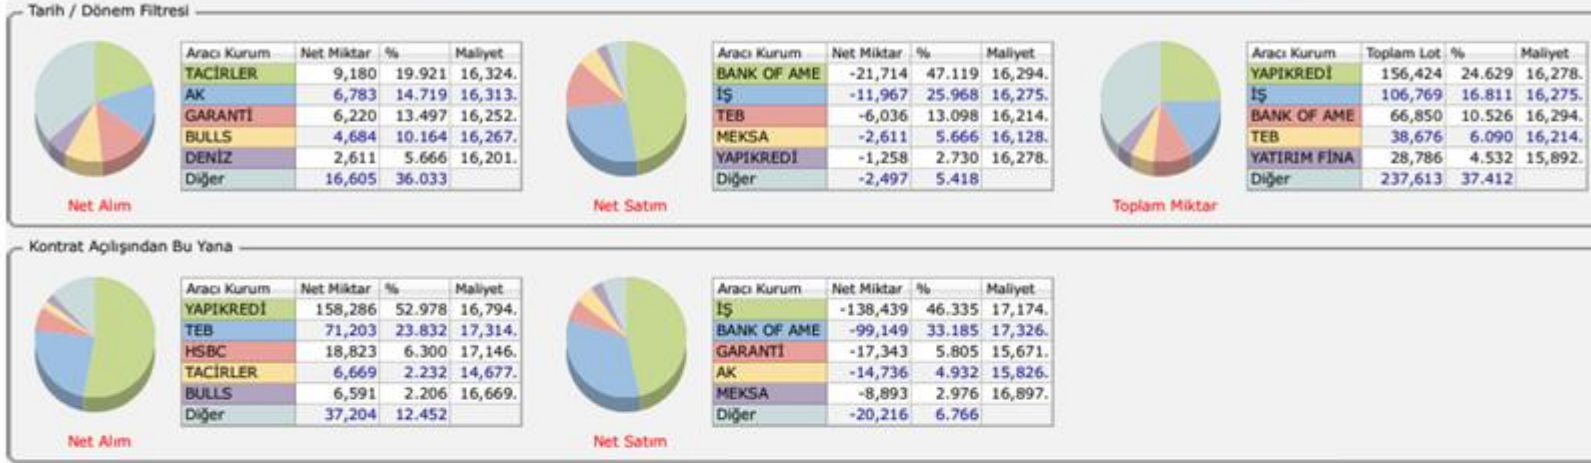 Tarih / Dönem Filtresi
Aracı Kurum Net Miktar % Maliyet
TACİRLER 9,180 19.921 16,324.
AK 6,783 14.719 16,313.
GARANTİ 6,220 13.497 16,252.
BULLS 4,684 10.164 16,267.
DENİZ 2,611 5.666 16,201.
Diğer 16,605 36.033
Net Alım
Aracı Kurum Net Miktar % Maliyet
BANK OF AME -21,714 47.119 16,294.
İŞ -11,967 25.968 16,275.
TEB -6,036 13.098 16,214.
MEKSA -2,611 5.666 16,128.
YAPIKREDİ -1,258 2.730 16,278.
Diğer -2,497 5.418
Net Satım
Aracı Kurum Toplam Lot % Maliyet
YAPIKREDİ 156,424 24.629 16,278.
İŞ 106,769 16.811 16,275.
BANK OF AME 66,850 10.526 16,294.
TEB 38,676 6.090 16,214.
YATIRIM FİNA 28,786 4.532 15,892.
Diğer 237,613 37.412
Toplam Miktar
Kontrat Açılışından Bu Yana
Aracı Kurum Net Miktar % Maliyet
YAPIKREDİ 158,286 52.978 16,794.
TEB 71,203 23.832 17,314.
HSBC 18,823 6.300 17,146.
TACİRLER 6,669 2.232 14,677.
BULLS 6,591 2.206 16,669.
Diğer 37,204 12.452
Net Alım
Aracı Kurum Net Miktar % Maliyet
İŞ -138,439 46.335 17,174.
BANK OF AME -99,149 33.185 17,326.
GARANTİ -17,343 5.805 15,671.
AK -14,736 4.932 15,826.
MEKSA -8,893 2.976 16,897.
Diğer -20,216 6.766
Net Satım